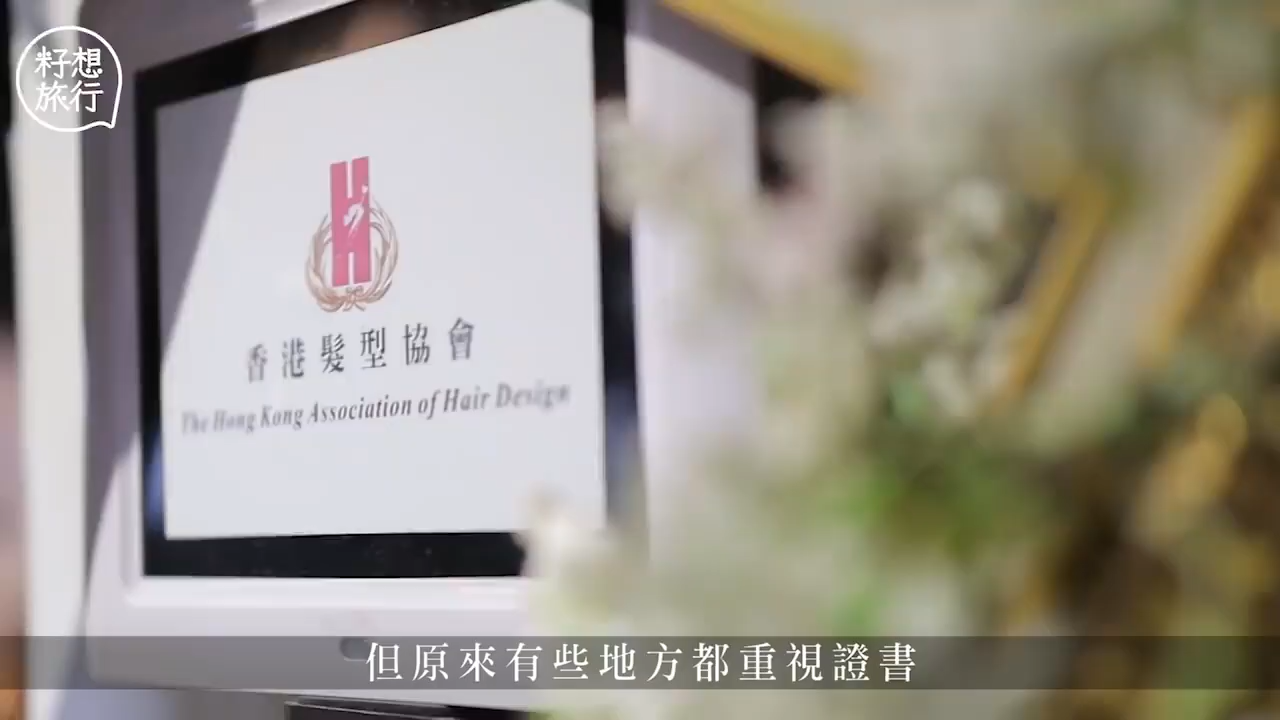 籽想
旅行
香港髮型協會
The Hong Kong Association of Hair Design
但原來有些地方都重視證書